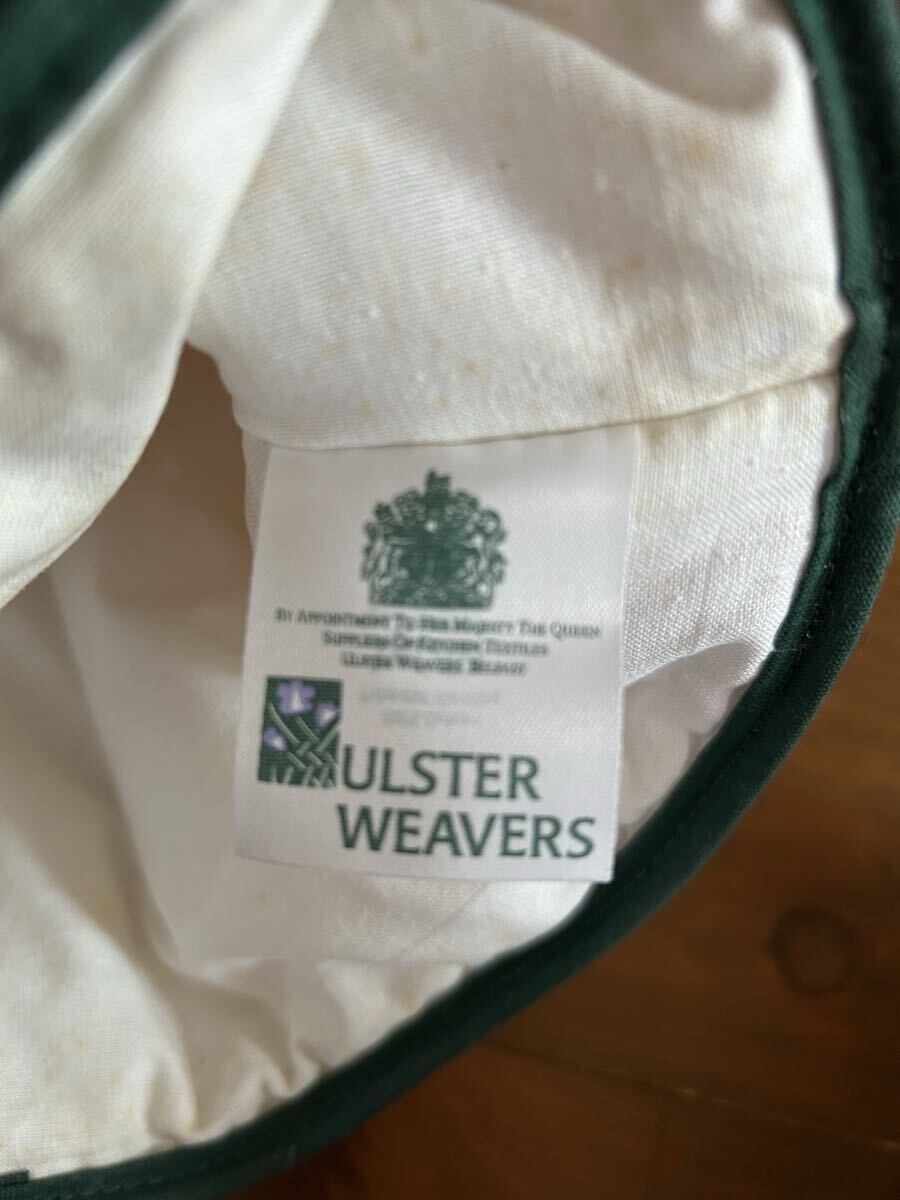 By Appointment To Her Majesty The Queen
Suppliers Of Kitchen Textiles
Ulster Weavers Belfast
ULSTER
WEAVERS